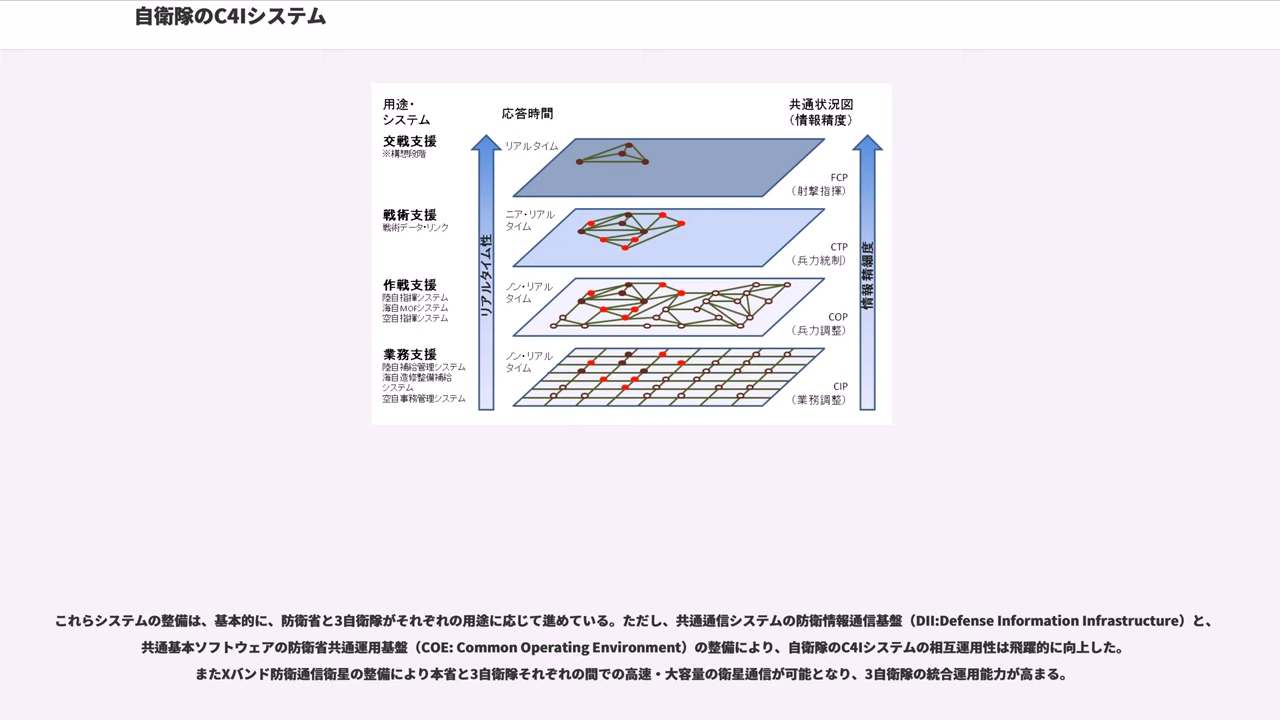 自衛隊のC4Iシステム
用途・
システム
応答時間
共通状況図
（情報精度）
交戦支援
※構想段階
リアルタイム
FCP
（射撃指揮）
戦術支援
戦術データ・リンク
ニア・リアル
タイム
CTP
（兵力統制）
リアルタイム性
情報精細度
作戦支援
陸自指揮システム
海自MOFシステム
空自指揮システム
ノン・リアル
タイム
COP
（兵力調整）
業務支援
陸自補給管理システム
海自造修整備補給
システム
空自事務管理システム
ノン・リアル
タイム
CIP
（業務調整）
これらシステムの整備は、基本的に、防衛省と3自衛隊がそれぞれの用途に応じて進めている。ただし、共通通信システムの防衛情報通信基盤（DII:Defense Information Infrastructure）と、
共通基本ソフトウェアの防衛省共通運用基盤（COE: Common Operating Environment）の整備により、自衛隊のC4Iシステムの相互運用性は飛躍的に向上した。
またXバンド防衛通信衛星の整備により本省と3自衛隊それぞれの間での高速・大容量の衛星通信が可能となり、3自衛隊の統合運用能力が高まる。